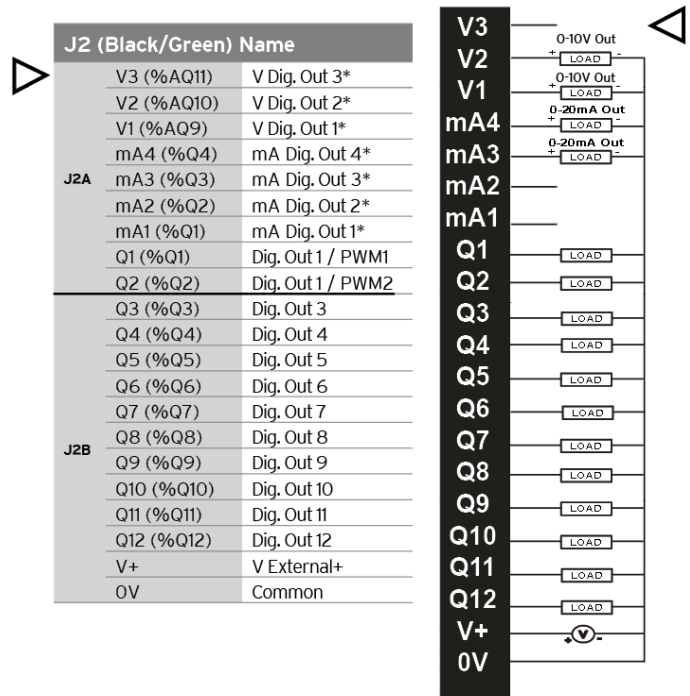 J2 (Black/Green) Name
V3 (%AQ11) V Dig. Out 3*
V2 (%AQ10) V Dig. Out 2*
V1 (%AQ9) V Dig. Out 1*
mA4 (%Q4) mA Dig. Out 4*
J2A mA3 (%Q3) mA Dig. Out 3*
mA2 (%Q2) mA Dig. Out 2*
mA1 (%Q1) mA Dig. Out 1*
Q1 (%Q1) Dig. Out 1 / PWM1
Q2 (%Q2) Dig. Out 1 / PWM2
Q3 (%Q3) Dig. Out 3
Q4 (%Q4) Dig. Out 4
Q5 (%Q5) Dig. Out 5
Q6 (%Q6) Dig. Out 6
Q7 (%Q7) Dig. Out 7
J2B Q8 (%Q8) Dig. Out 8
Q9 (%Q9) Dig. Out 9
Q10 (%Q10) Dig. Out 10
Q11 (%Q11) Dig. Out 11
Q12 (%Q12) Dig. Out 12
V+ V External+
0V Common
V3
0-10V Out
V2 + LOAD -
0-10V Out
V1 + LOAD -
0-20mA Out
mA4 + LOAD -
0-20mA Out
mA3 + LOAD -
mA2
mA1
Q1 LOAD
Q2 LOAD
Q3 LOAD
Q4 LOAD
Q5 LOAD
Q6 LOAD
Q7 LOAD
Q8 LOAD
Q9 LOAD
Q10 LOAD
Q11 LOAD
Q12 LOAD
V+ + V -
0V